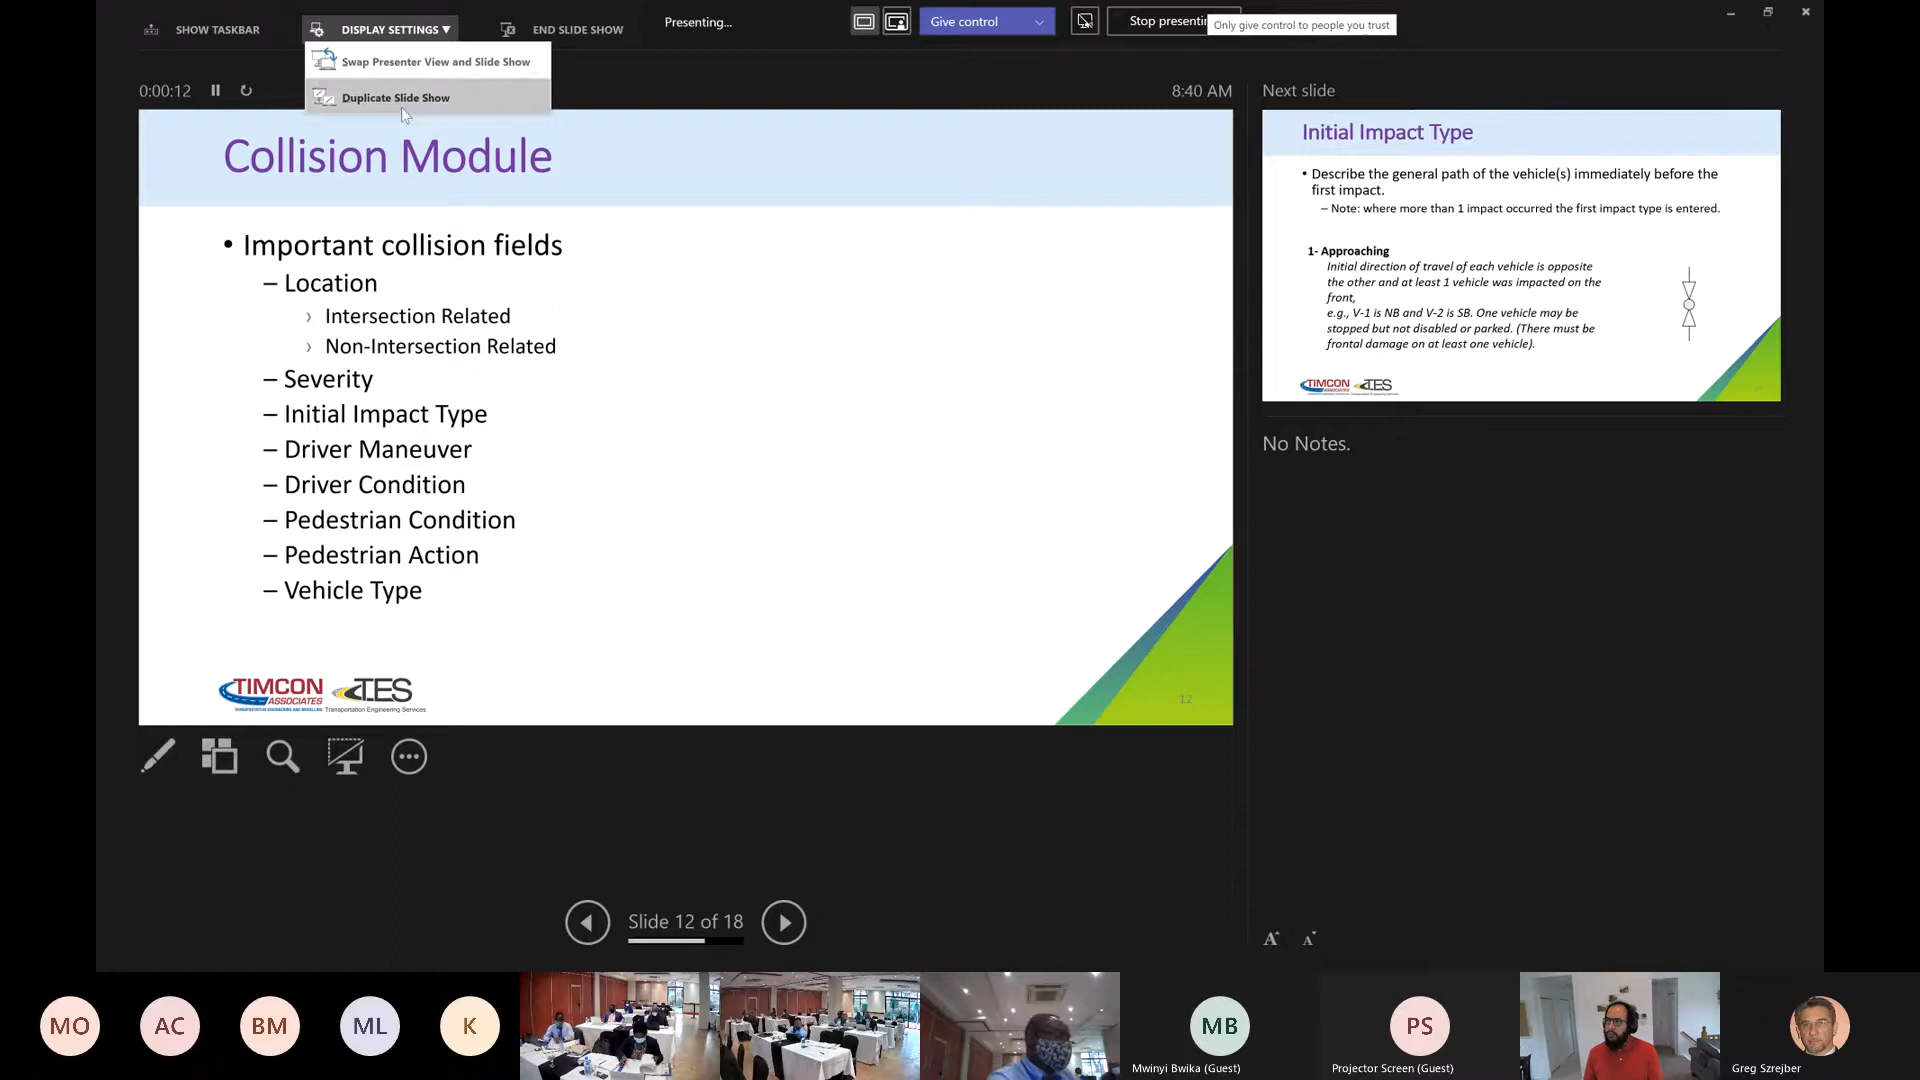 SHOW TASKBAR
DISPLAY SETTINGS ▼
END SLIDE SHOW
Presenting...
Give control
Stop presenti
Only give control to people you trust
Swap Presenter View and Slide Show
Duplicate Slide Show
0:00:12
8:40 AM
Next slide
Collision Module
• Important collision fields
– Location
› Intersection Related
› Non-Intersection Related
– Severity
– Initial Impact Type
– Driver Maneuver
– Driver Condition
– Pedestrian Condition
– Pedestrian Action
– Vehicle Type
TIMCON
ASSOCIATES
TES
Transportation Engineering Services
12
Initial Impact Type
• Describe the general path of the vehicle(s) immediately before the
first impact.
– Note: where more than 1 impact occurred the first impact type is entered.
1- Approaching
Initial direction of travel of each vehicle is opposite
the other and at least 1 vehicle was impacted on the
front,
e.g., V-1 is NB and V-2 is SB. One vehicle may be
stopped but not disabled or parked. (There must be
frontal damage on at least one vehicle).
TIMCON
ASSOCIATES
TES
No Notes.
Slide 12 of 18
A A
MO
AC
BM
ML
K
MB
Mwinyi Bwika (Guest)
PS
Projector Screen (Guest)
Greg Szrejber